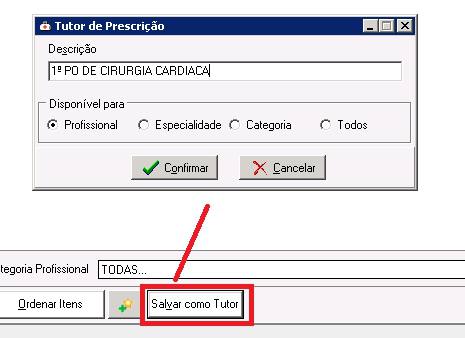 Tutor de Prescrição
Descrição
1º PO DE CIRURGIA CARDIACA
Disponível para
Profissional Especialidade Categoria Todos
Confirmar Cancelar
tegoria Profissional TODAS...
Ordenar Itens Salvar como Tutor